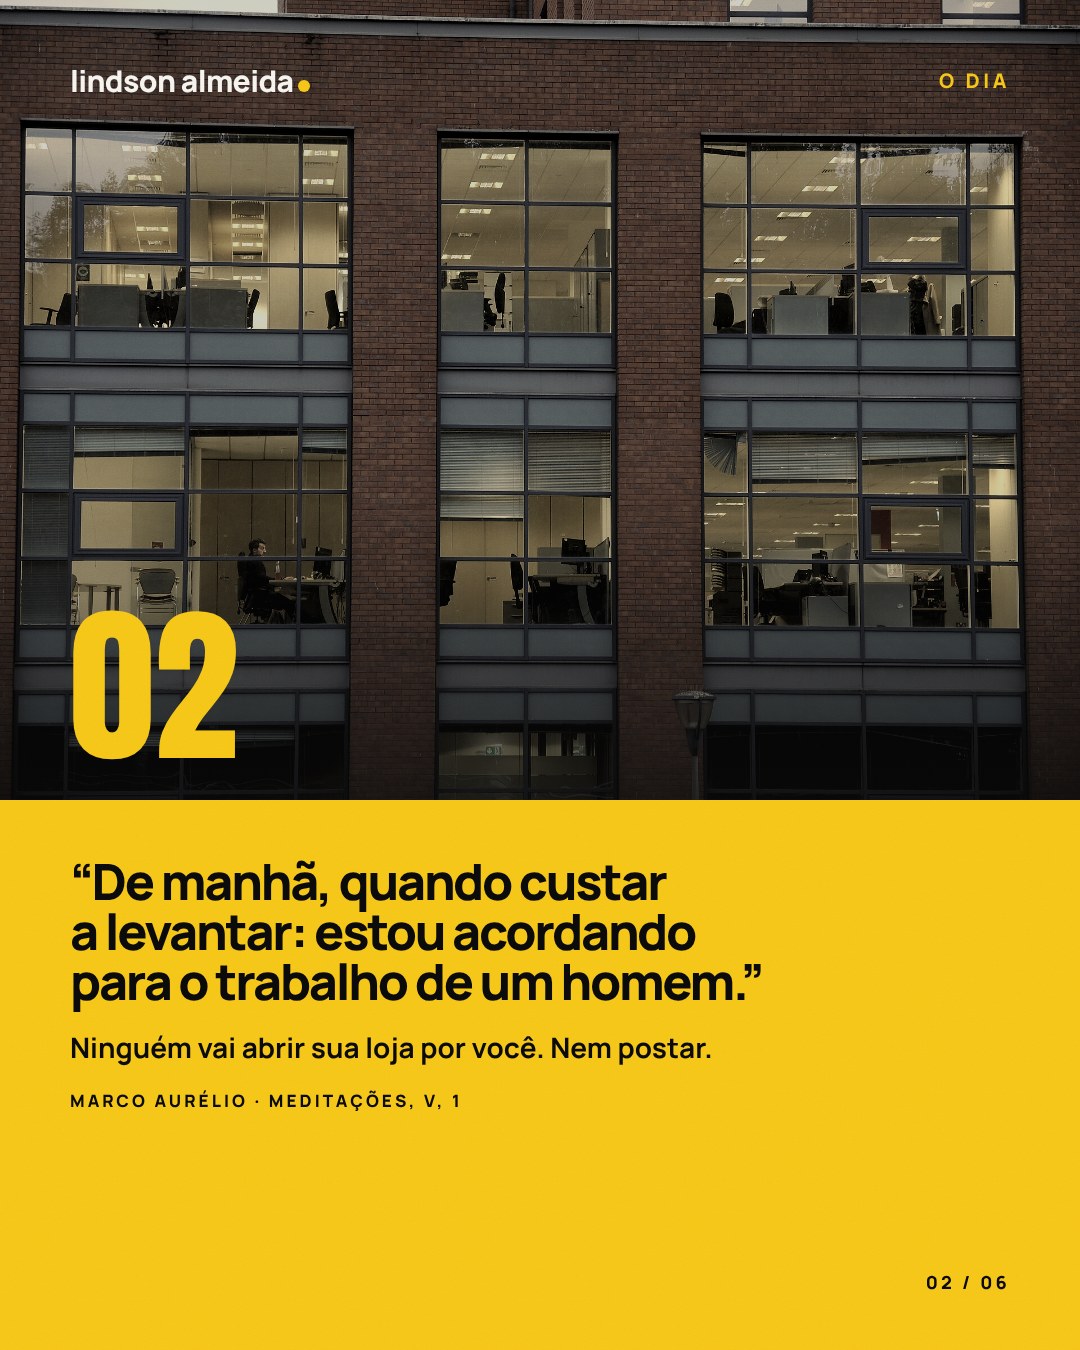 lindson almeida
O DIA
02
“De manhã, quando custar
a levantar: estou acordando
para o trabalho de um homem.”
Ninguém vai abrir sua loja por você. Nem postar.
MARCO AURÉLIO · MEDITAÇÕES, V, 1
02 / 06